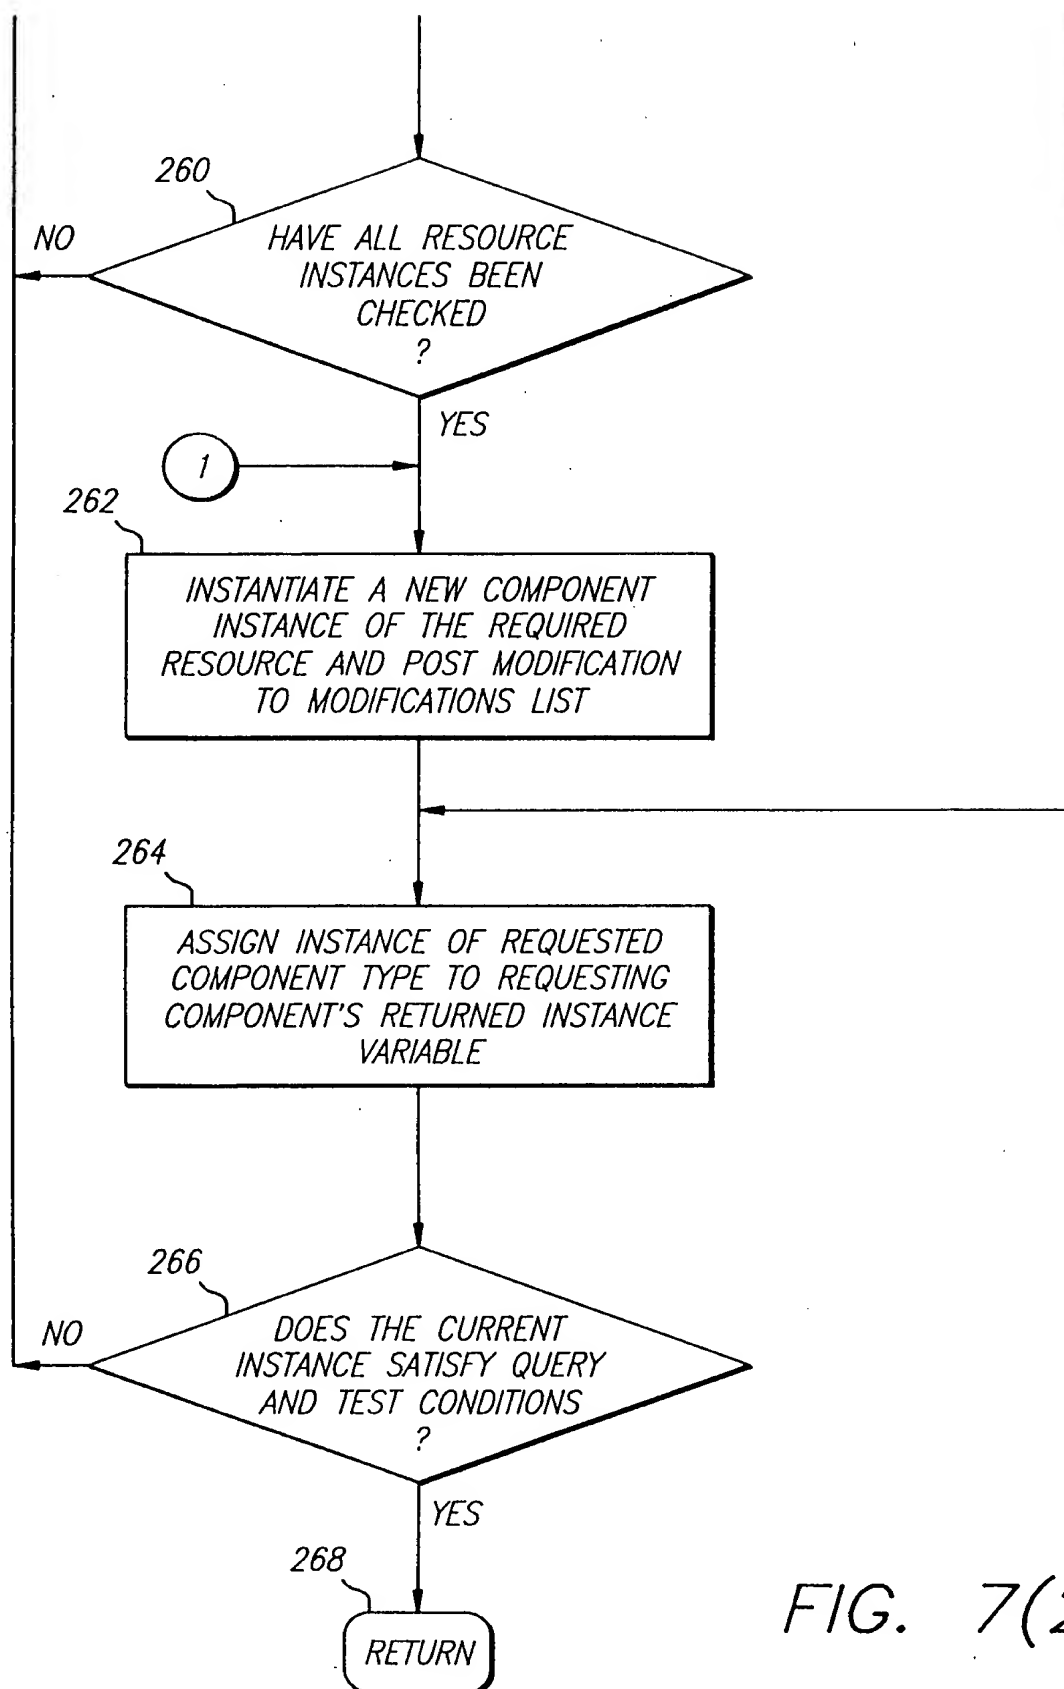 260
NO
HAVE ALL RESOURCE
INSTANCES BEEN
CHECKED
?
YES
1
262
INSTANTIATE A NEW COMPONENT
INSTANCE OF THE REQUIRED
RESOURCE AND POST MODIFICATION
TO MODIFICATIONS LIST
264
ASSIGN INSTANCE OF REQUESTED
COMPONENT TYPE TO REQUESTING
COMPONENT'S RETURNED INSTANCE
VARIABLE
266
NO
DOES THE CURRENT
INSTANCE SATISFY QUERY
AND TEST CONDITIONS
?
YES
268
RETURN
FIG. 7(2